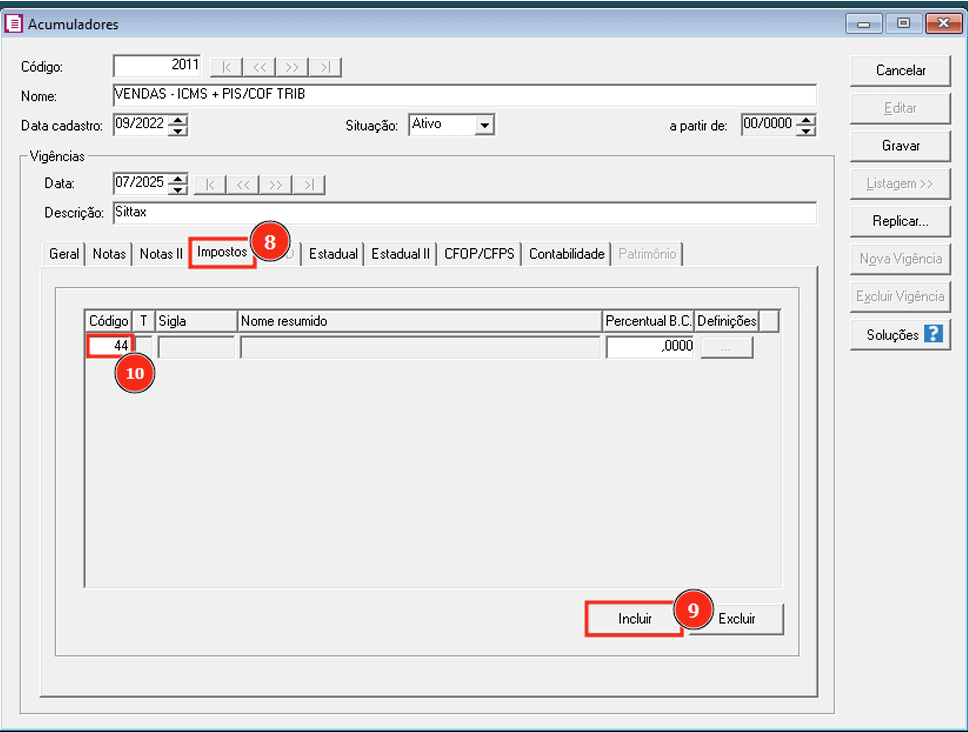 Acumuladores
Código: 2011 |< << >> >|
Nome: VENDAS - ICMS + PIS/COF TRIB
Data cadastro: 09/2022 Situação: Ativo a partir de: 00/0000
Vigências
Data: 07/2025 |< << >> >|
Descrição: Sittax
Geral Notas Notas II Impostos 8 Estadual Estadual II CFOP/CFPS Contabilidade Patrimônio
Código T Sigla Nome resumido Percentual B.C. Definições
44 ,0000 ...
10
Incluir 9 Excluir
Cancelar
Editar
Gravar
Listagem >>
Replicar...
Nova Vigência
Excluir Vigência
Soluções ?